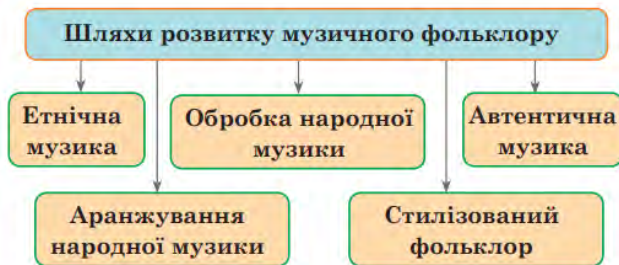 Шляхи розвитку музичного фольклору
Етнічна
музика
Обробка народної
музики
Автентична
музика
Аранжування
народної музики
Стилізований
фольклор